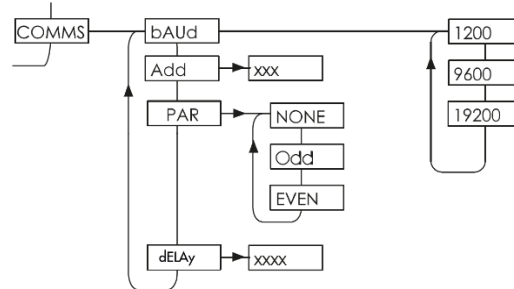 COMMS
bAUd
1200
Add
xxx
9600
PAR
NONE
19200
Odd
EVEN
dELAy
xxxx